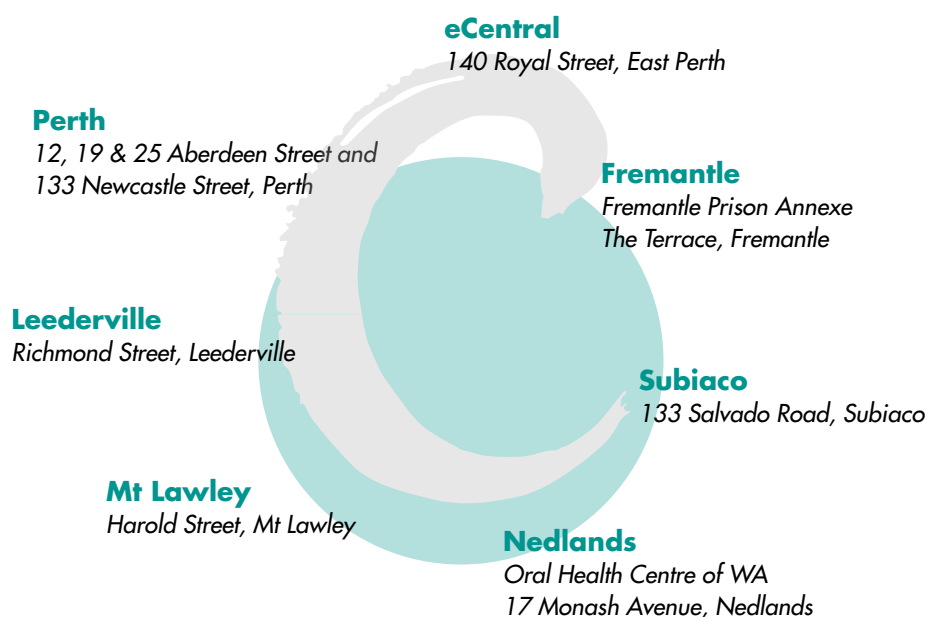 eCentral
140 Royal Street, East Perth
Perth
12, 19 & 25 Aberdeen Street and
133 Newcastle Street, Perth
Fremantle
Fremantle Prison Annexe
The Terrace, Fremantle
Leederville
Richmond Street, Leederville
Subiaco
133 Salvado Road, Subiaco
Mt Lawley
Harold Street, Mt Lawley
Nedlands
Oral Health Centre of WA
17 Monash Avenue, Nedlands